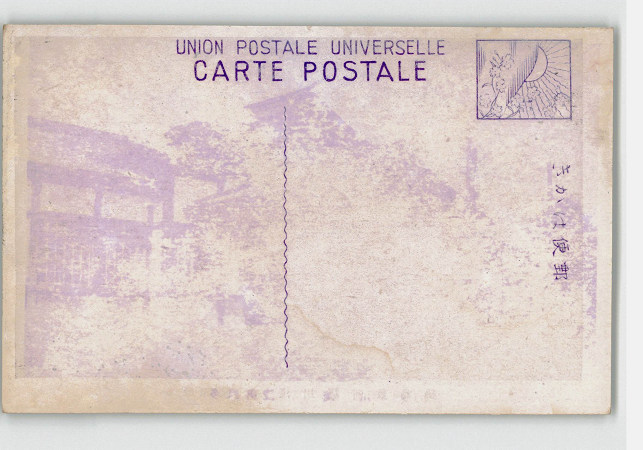 UNION POSTALE UNIVERSELLE
CARTE POSTALE
郵便はかき